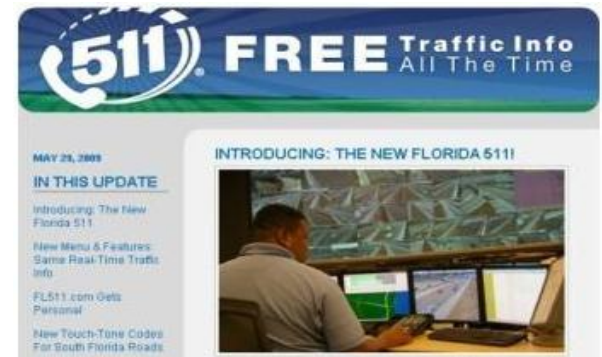 511
FREE Traffic Info
All The Time
MAY 29, 2009
IN THIS UPDATE
Introducing: The New
Florida 511
New Menu & Features:
Same Real-Time Traffic
Info
FL511.com Gets
Personal
New Touch-Tone Codes
For South Florida Roads
INTRODUCING: THE NEW FLORIDA 511!